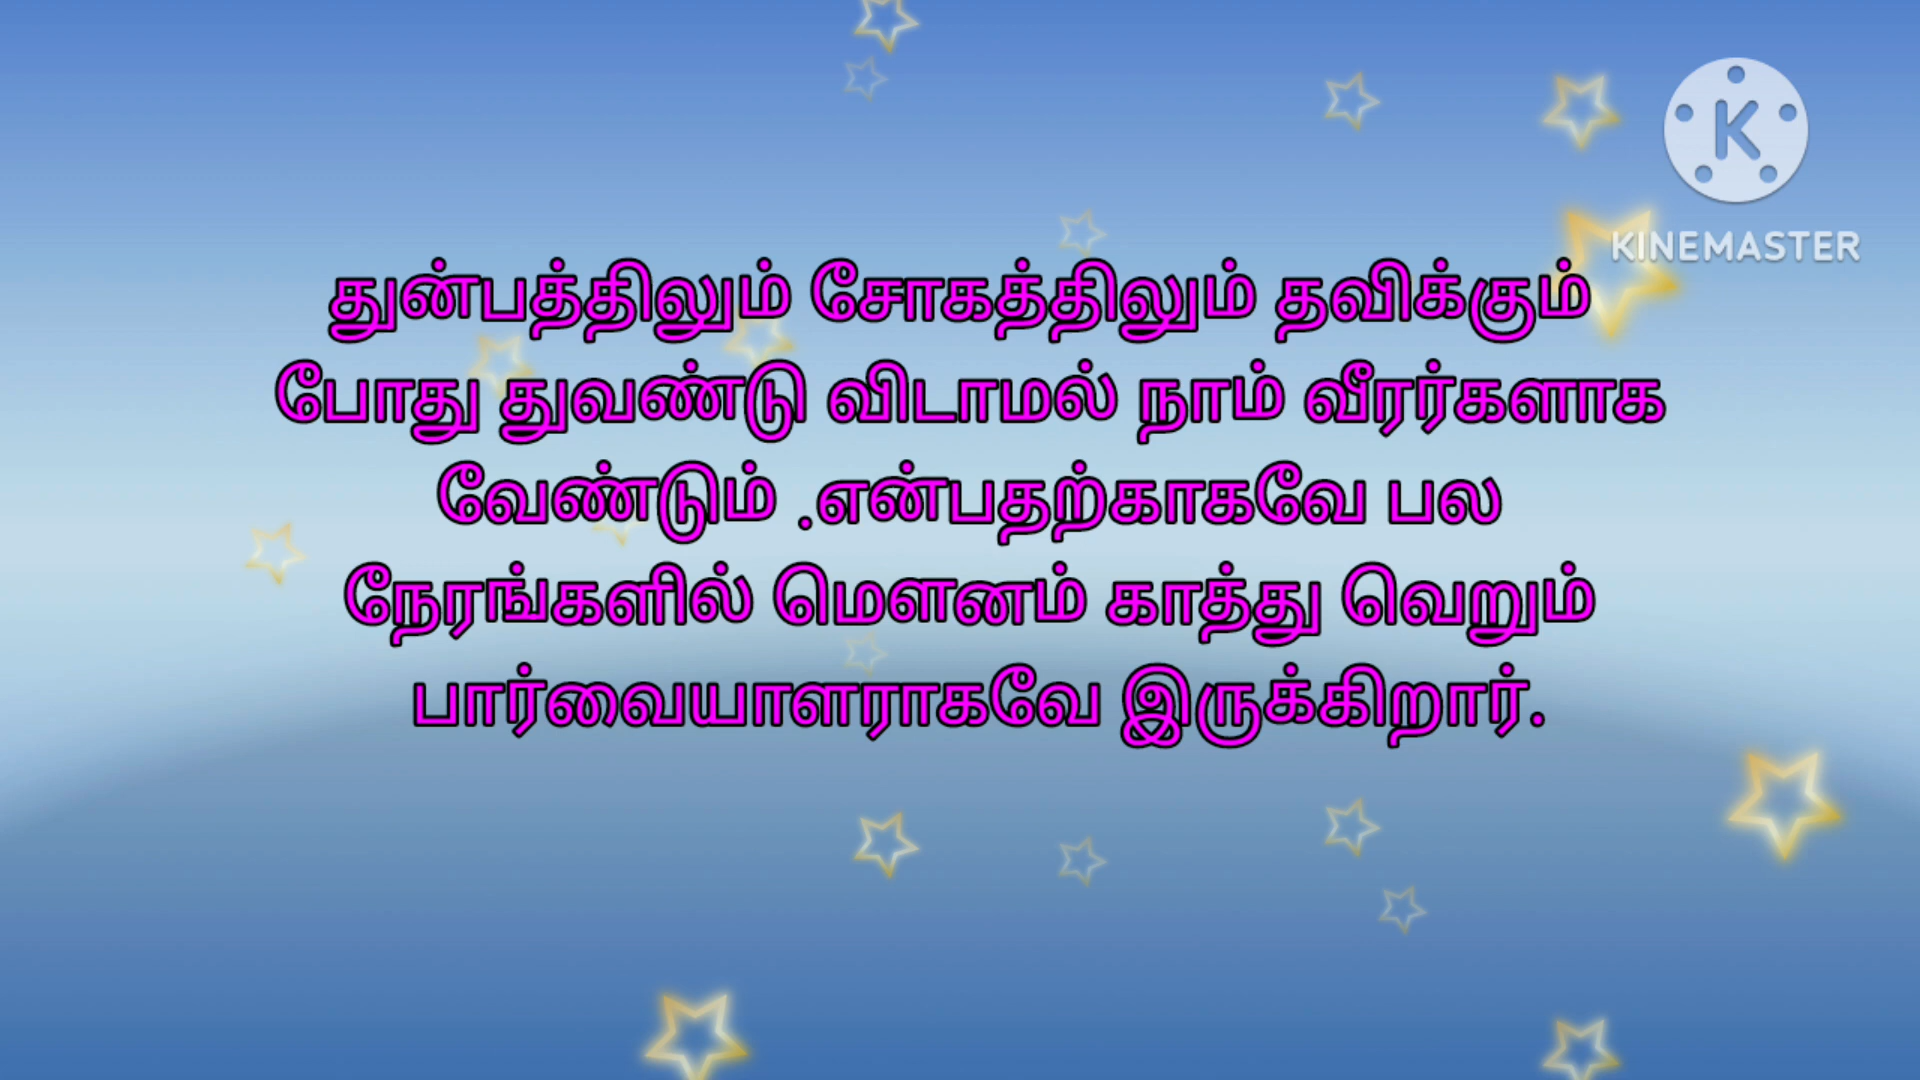 KINEMASTER
துன்பத்திலும் சோகத்திலும் தவிக்கும்
போது துவண்டு விடாமல் நாம் வீரர்களாக
வேண்டும் .என்பதற்காகவே பல
நேரங்களில் மௌனம் காத்து வெறும்
பார்வையாளராகவே இருக்கிறார்.